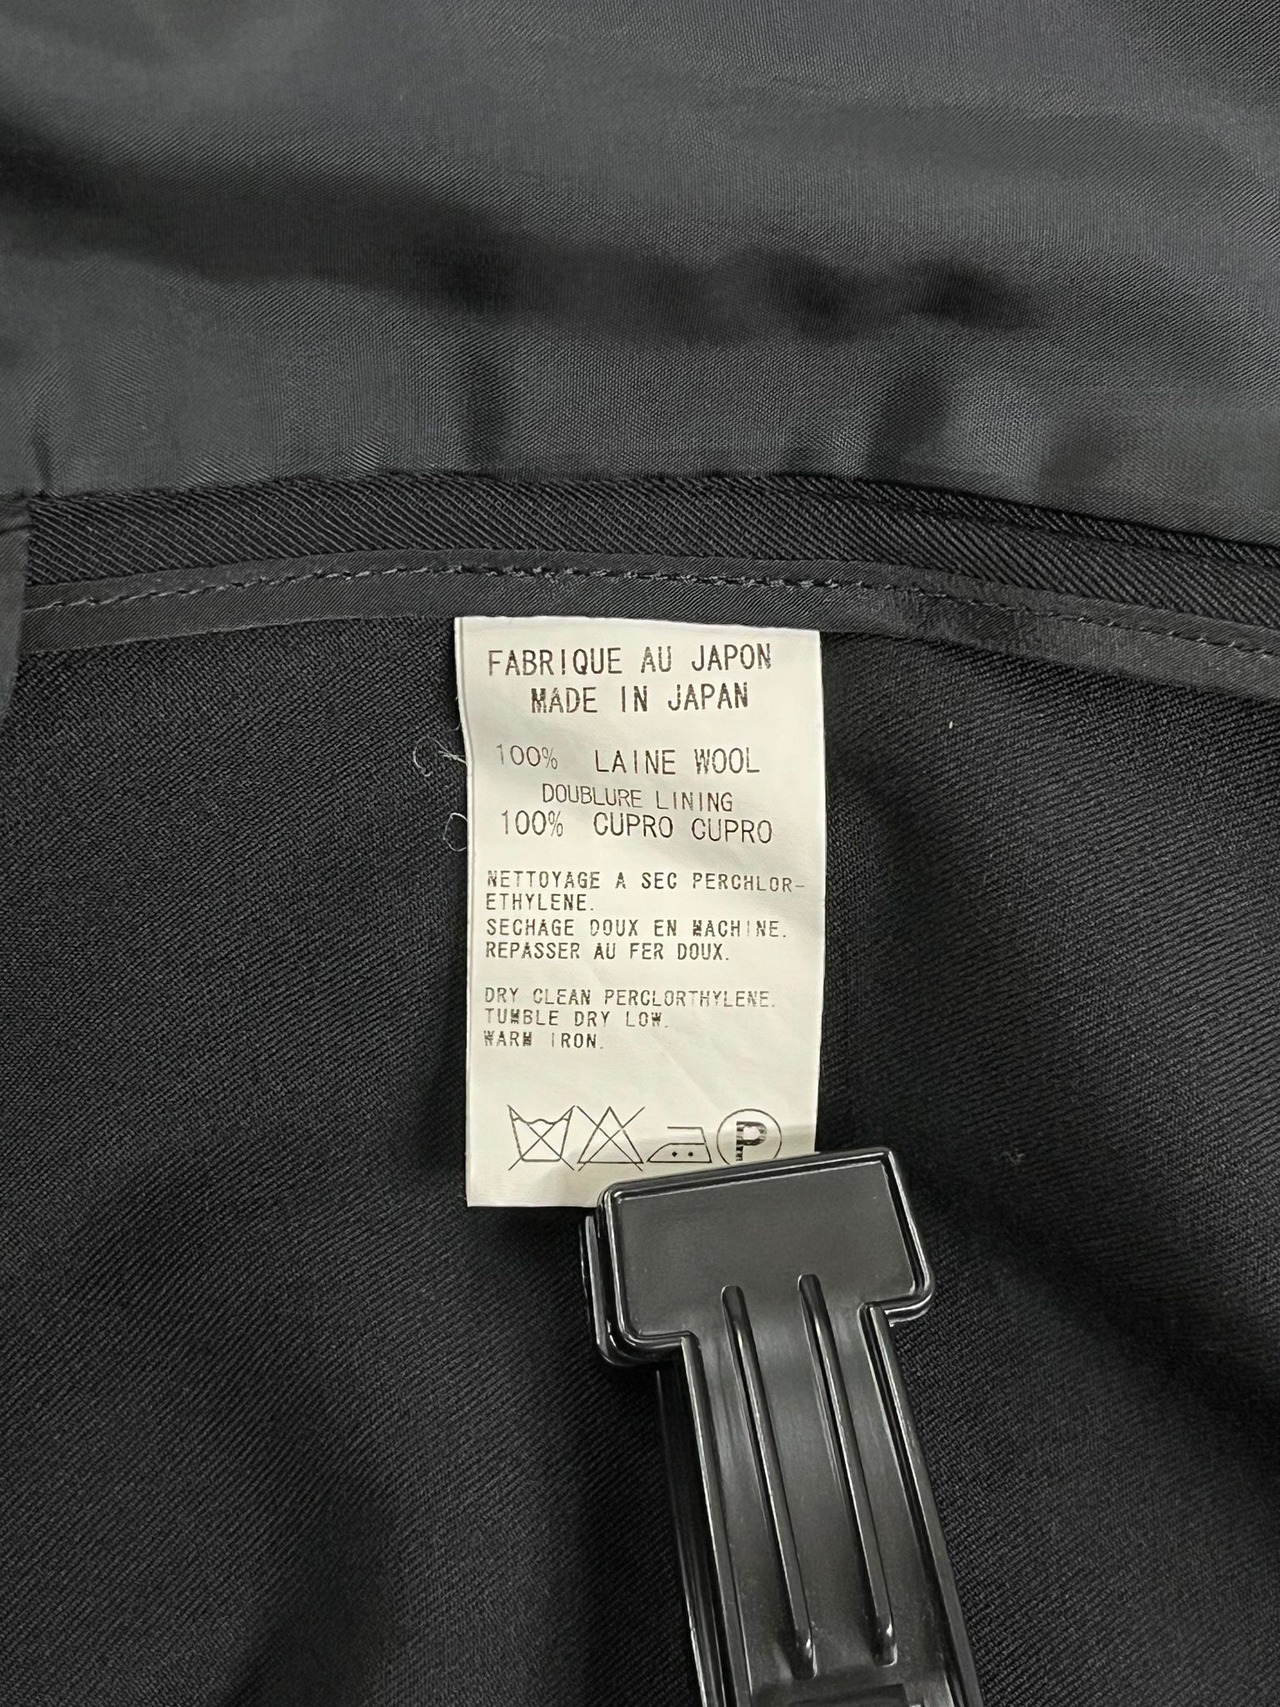 FABRIQUE AU JAPON
MADE IN JAPAN
100% LAINE WOOL
DOUBLURE LINING
100% CUPRO CUPRO
NETTOYAGE A SEC PERCHLOR-
ETHYLENE.
SECHAGE DOUX EN MACHINE.
REPASSER AU FER DOUX.
DRY CLEAN PERCLORTHYLENE.
TUMBLE DRY LOW.
WARM IRON.
P